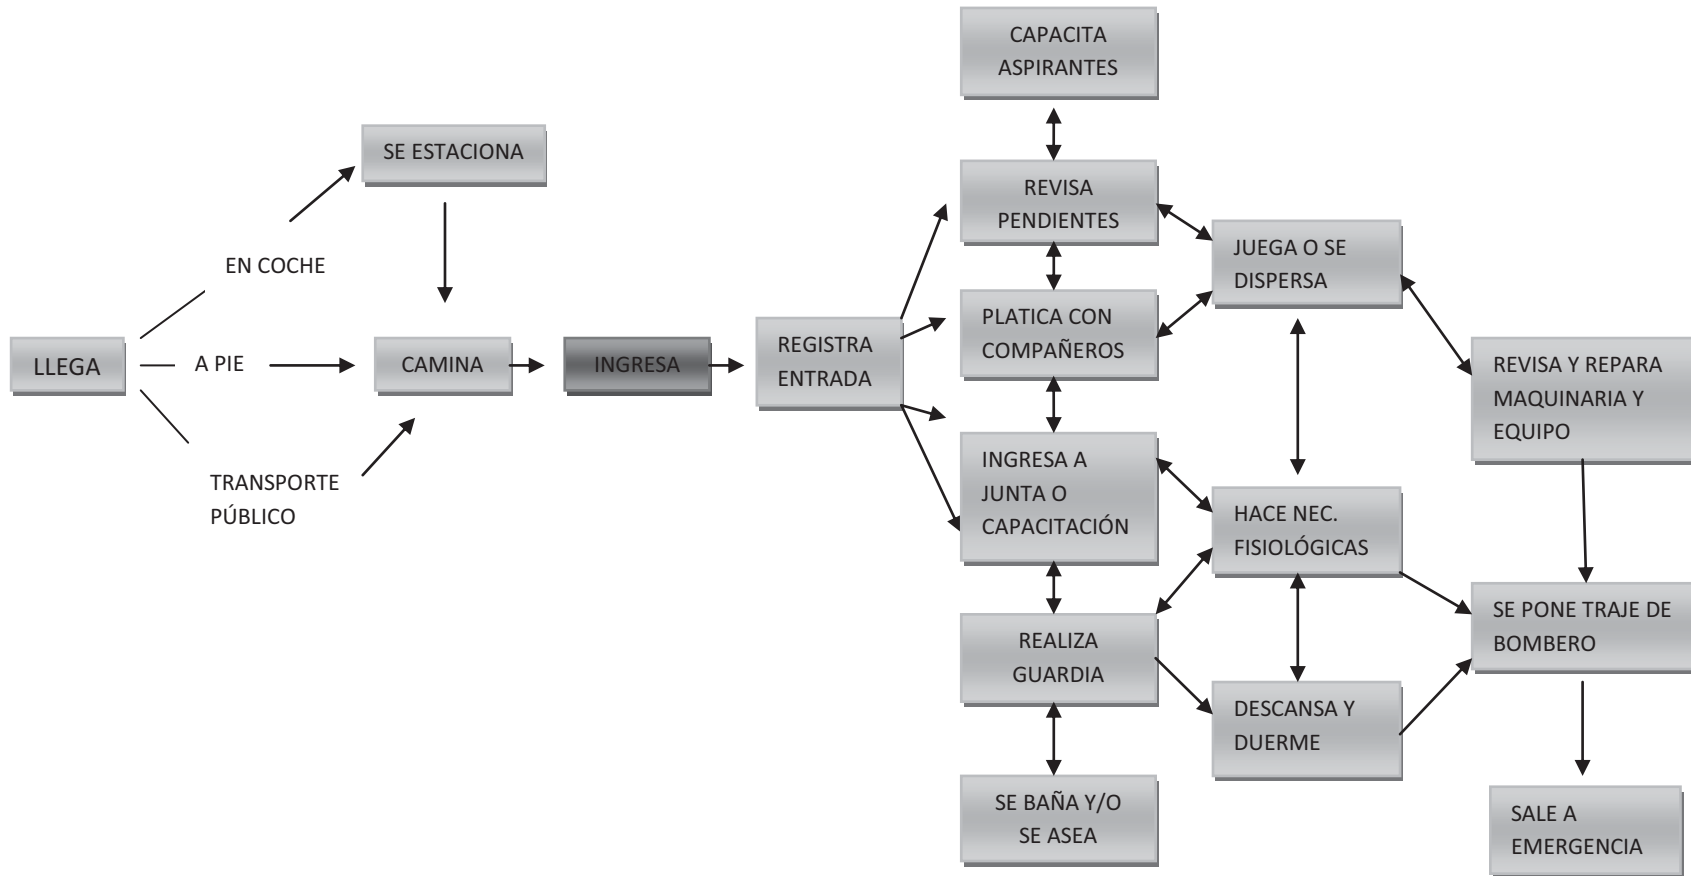 CAPACITA
ASPIRANTES
SE ESTACIONA
REVISA
PENDIENTES
JUEGA O SE
DISPERSA
EN COCHE
PLATICA CON
COMPAÑEROS
REGISTRA
ENTRADA
LLEGA
A PIE
CAMINA
INGRESA
REVISA Y REPARA
MAQUINARIA Y
EQUIPO
INGRESA A
JUNTA O
CAPACITACIÓN
TRANSPORTE
PÚBLICO
HACE NEC.
FISIOLÓGICAS
SE PONE TRAJE DE
BOMBERO
REALIZA
GUARDIA
DESCANSA Y
DUERME
SE BAÑA Y/O
SE ASEA
SALE A
EMERGENCIA